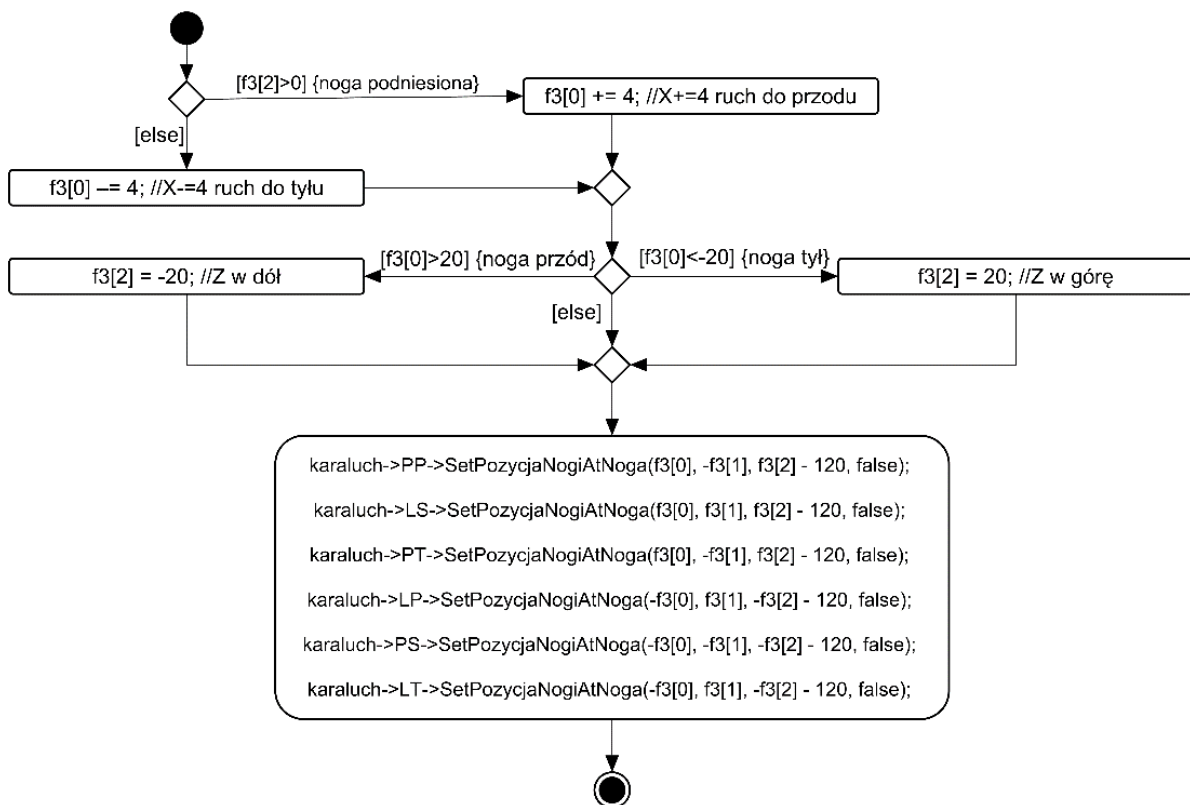 [f3[2]>0] {noga podniesiona}
f3[0] += 4; //X+=4 ruch do przodu
[else]
f3[0] –= 4; //X-=4 ruch do tyłu
[f3[0]>20] {noga przód}
[f3[0]<-20] {noga tył}
f3[2] = -20; //Z w dół
f3[2] = 20; //Z w górę
[else]
karaluch->PP->SetPozycjaNogiAtNoga(f3[0], -f3[1], f3[2] - 120, false);
karaluch->LS->SetPozycjaNogiAtNoga(f3[0], f3[1], f3[2] - 120, false);
karaluch->PT->SetPozycjaNogiAtNoga(f3[0], -f3[1], f3[2] - 120, false);
karaluch->LP->SetPozycjaNogiAtNoga(-f3[0], f3[1], -f3[2] - 120, false);
karaluch->PS->SetPozycjaNogiAtNoga(-f3[0], -f3[1], -f3[2] - 120, false);
karaluch->LT->SetPozycjaNogiAtNoga(-f3[0], f3[1], -f3[2] - 120, false);